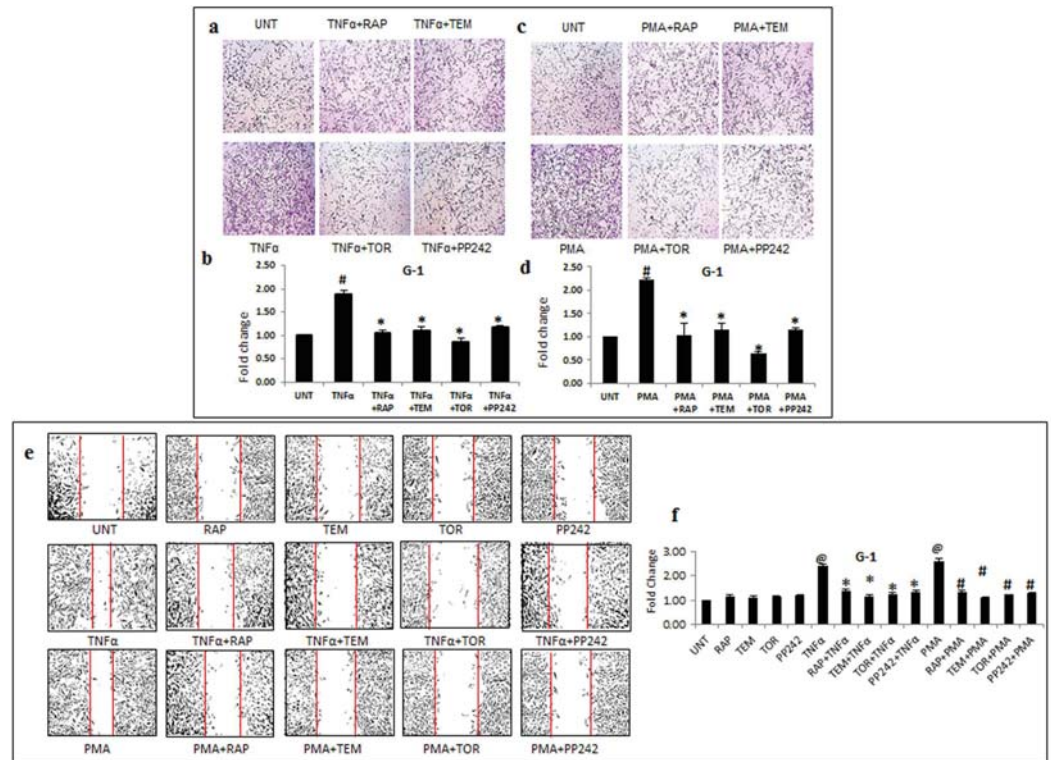 a
UNT TNFα+RAP TNFα+TEM
TNFα TNFα+TOR TNFα+PP242
b
G-1
Fold change
2.50
2.00
1.50
1.00
0.50
0.00
#
*
*
*
*
UNT TNFα TNFα +RAP TNFα +TEM TNFα +TOR TNFα +PP242
c
UNT PMA+RAP PMA+TEM
PMA PMA+TOR PMA+PP242
d
G-1
Fold change
2.50
2.00
1.50
1.00
0.50
0.00
#
*
*
*
*
UNT PMA PMA +RAP PMA +TEM PMA +TOR PMA +PP242
e
UNT RAP TEM TOR PP242
TNFα TNFα+RAP TNFα+TEM TNFα+TOR TNFα+PP242
PMA PMA+RAP PMA+TEM PMA+TOR PMA+PP242
f
G-1
Fold Change
3.00
2.00
1.00
0.00
@
*
*
*
*
@
#
#
#
#
UNT
RAP
TEM
TOR
PP242
TNFα
RAP+TNFα
TEM+TNFα
TOR+TNFα
PP242+TNFα
PMA
RAP+PMA
TEM+PMA
TOR+PMA
PP242+PMA